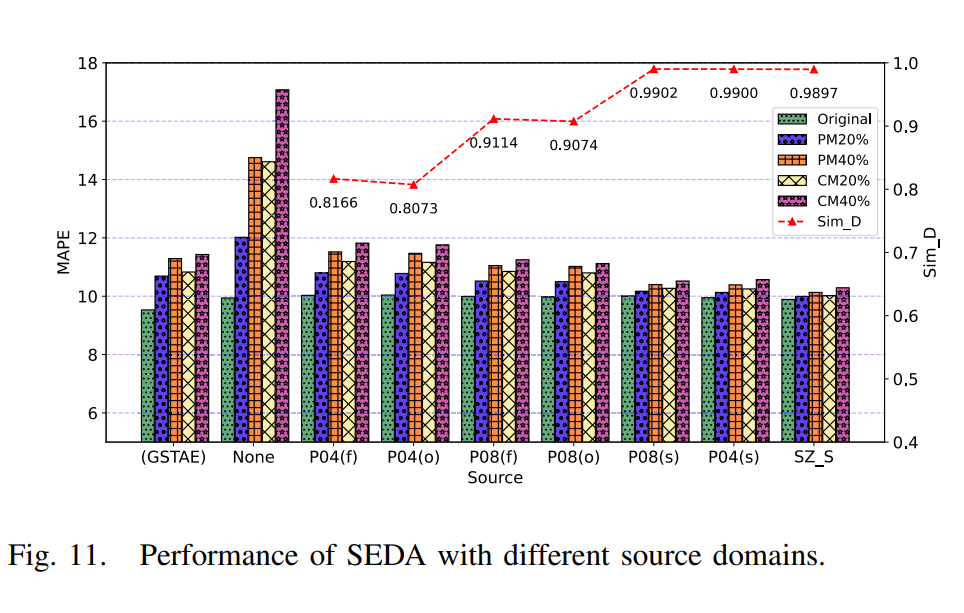 18
16
14
12
10
8
6
MAPE
1.0
0.9
0.8
0.7
0.6
0.5
0.4
Sim_D
0.8166
0.8073
0.9114
0.9074
0.9902
0.9900
0.9897
Original
PM20%
PM40%
CM20%
CM40%
Sim_D
(GSTAE) None P04(f) P04(o) P08(f) P08(o) P08(s) P04(s) SZ_S
Source
Fig. 11. Performance of SEDA with different source domains.